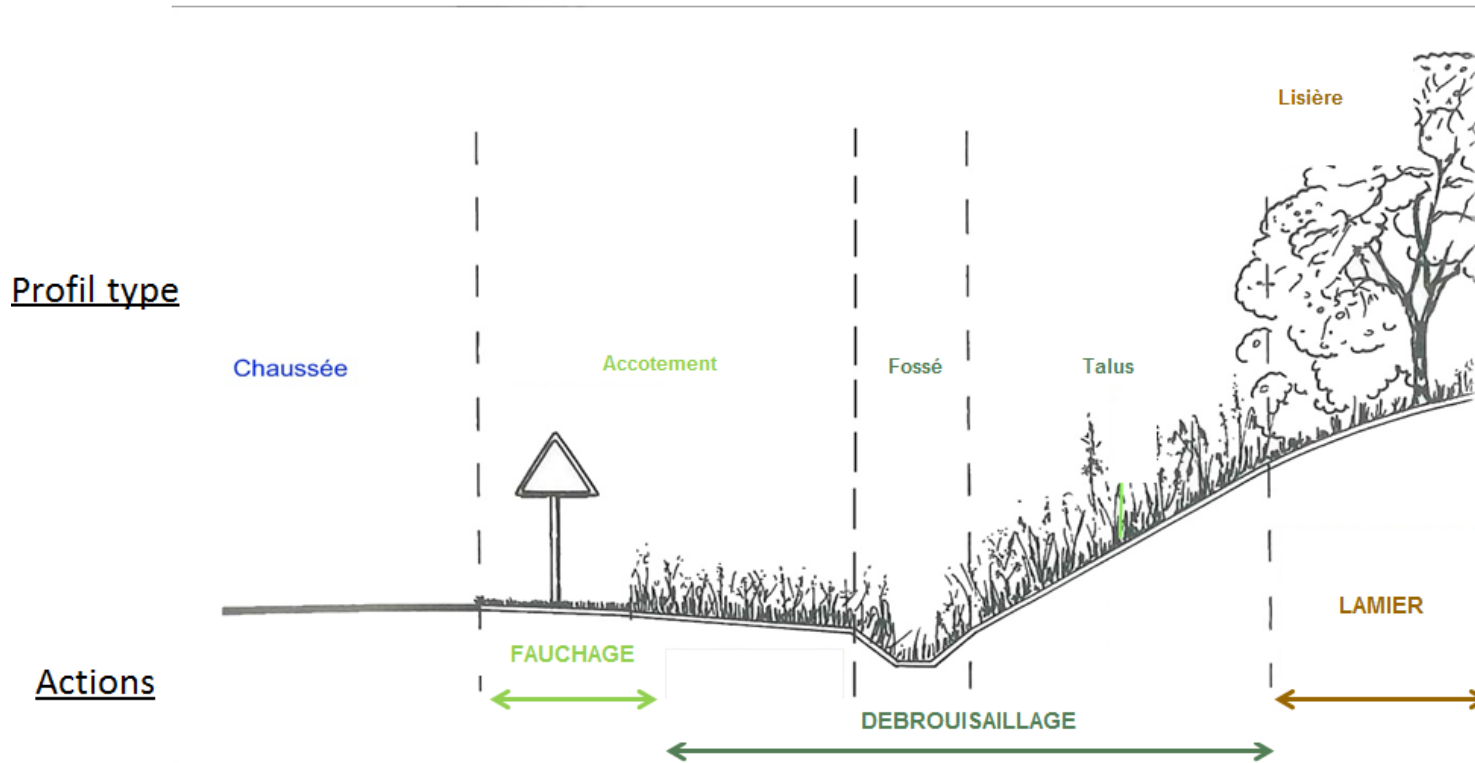 Lisière
Profil type
Chaussée
Accotement
Fossé
Talus
LAMIER
FAUCHAGE
Actions
DEBROUISAILLAGE